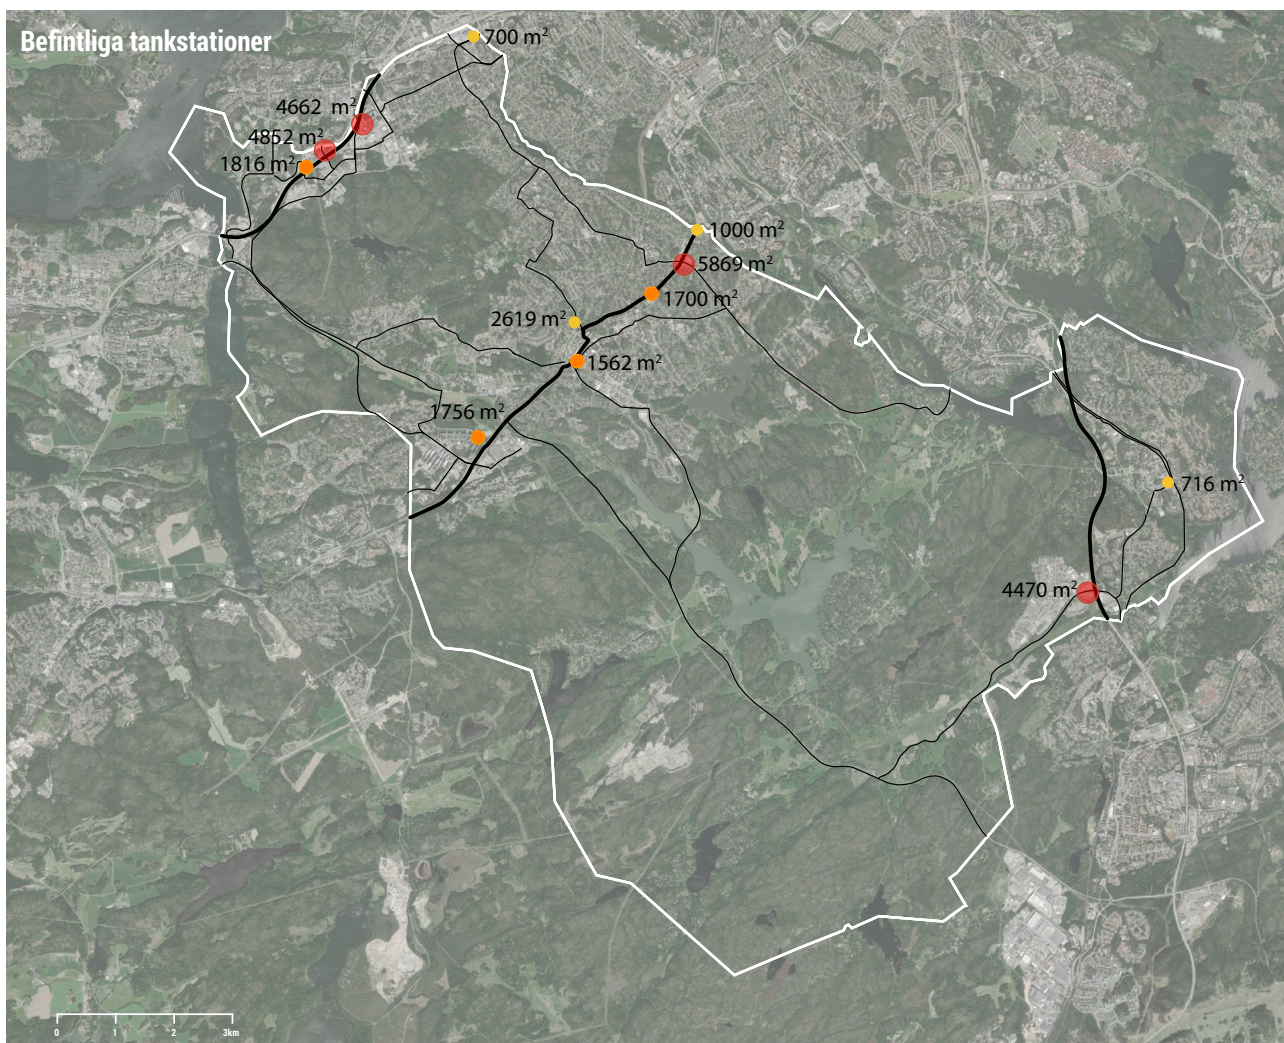 Befintliga tankstationer
700 m²
4662 m²
4852 m²
1816 m²
1000 m²
5869 m²
1700 m²
2619 m²
1562 m²
1756 m²
716 m²
4470 m²
0 1 2 3km